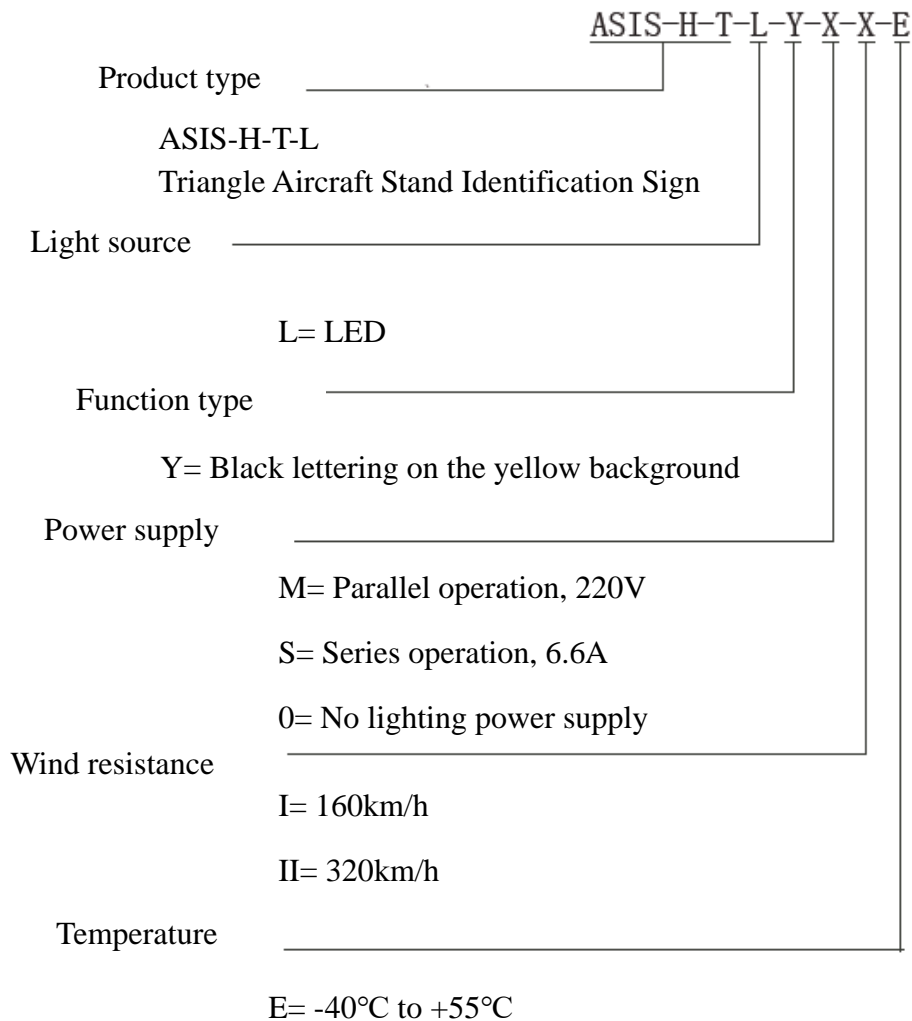 ASIS-H-T-L-Y-X-X-E
Product type
ASIS-H-T-L
Triangle Aircraft Stand Identification Sign
Light source
L= LED
Function type
Y= Black lettering on the yellow background
Power supply
M= Parallel operation, 220V
S= Series operation, 6.6A
0= No lighting power supply
Wind resistance
I= 160km/h
II= 320km/h
Temperature
E= -40℃ to +55℃